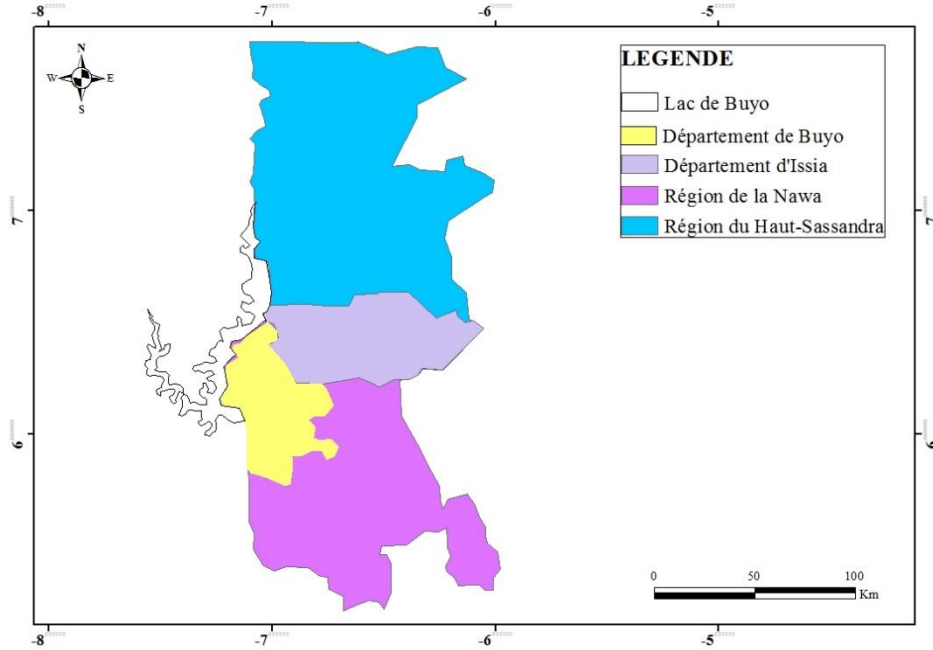 -8 -7 -6 -5
N
W E
S
LEGENDE
Lac de Buyo
Département de Buyo
Département d'Issia
Région de la Nawa
Région du Haut-Sassandra
7 7
6 6
0 50 100
Km
-8 -7 -6 -5